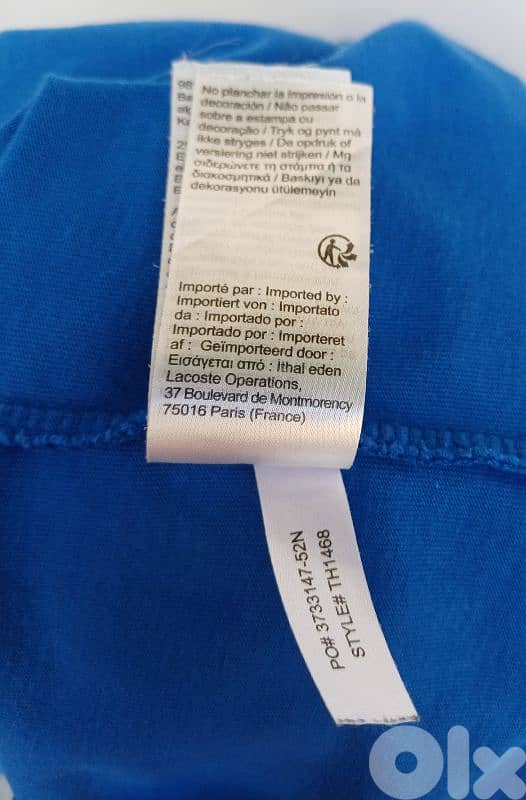 No planchar la impresión o la
decoración / Não passar
sobre a estampa ou
decoração / Tryk og pynt må
ikke stryges / De opdruk of
versiering niet strijken / Μη
σιδερώνετε τη στάμπα ή τα
διακοσμητικά / Baskıyı ya da
dekorasyonu ütülemeyin
Importé par : Imported by :
Importiert von : Importato
da : Importado por :
Importado por : Importeret
af : Geïmporteerd door :
Εισάγεται από : İthal eden
Lacoste Operations,
37 Boulevard de Montmorency
75016 Paris (France)
PO# 3733147-52N
STYLE# TH1468
OLX